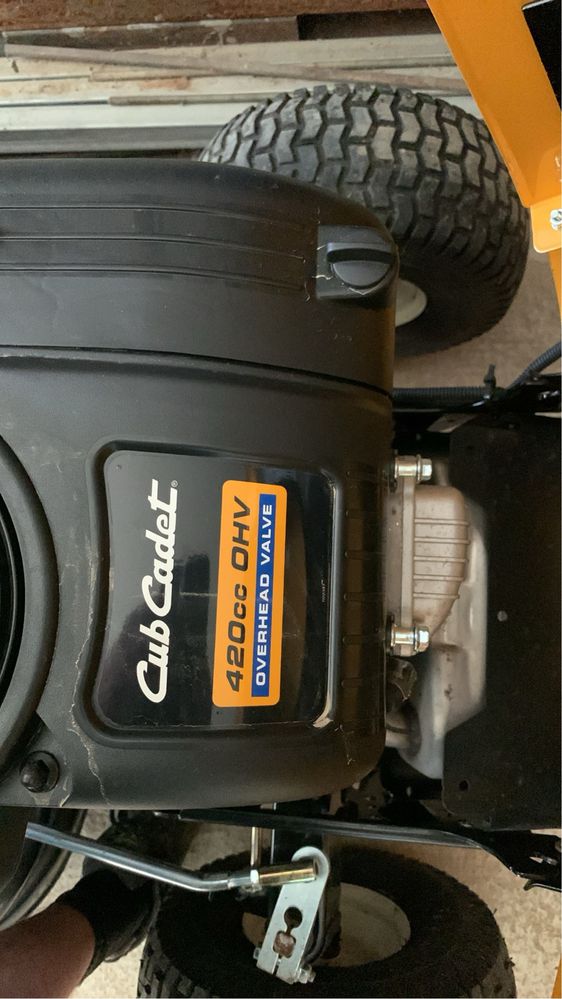 Cub Cadet®
420cc OHV
OVERHEAD VALVE